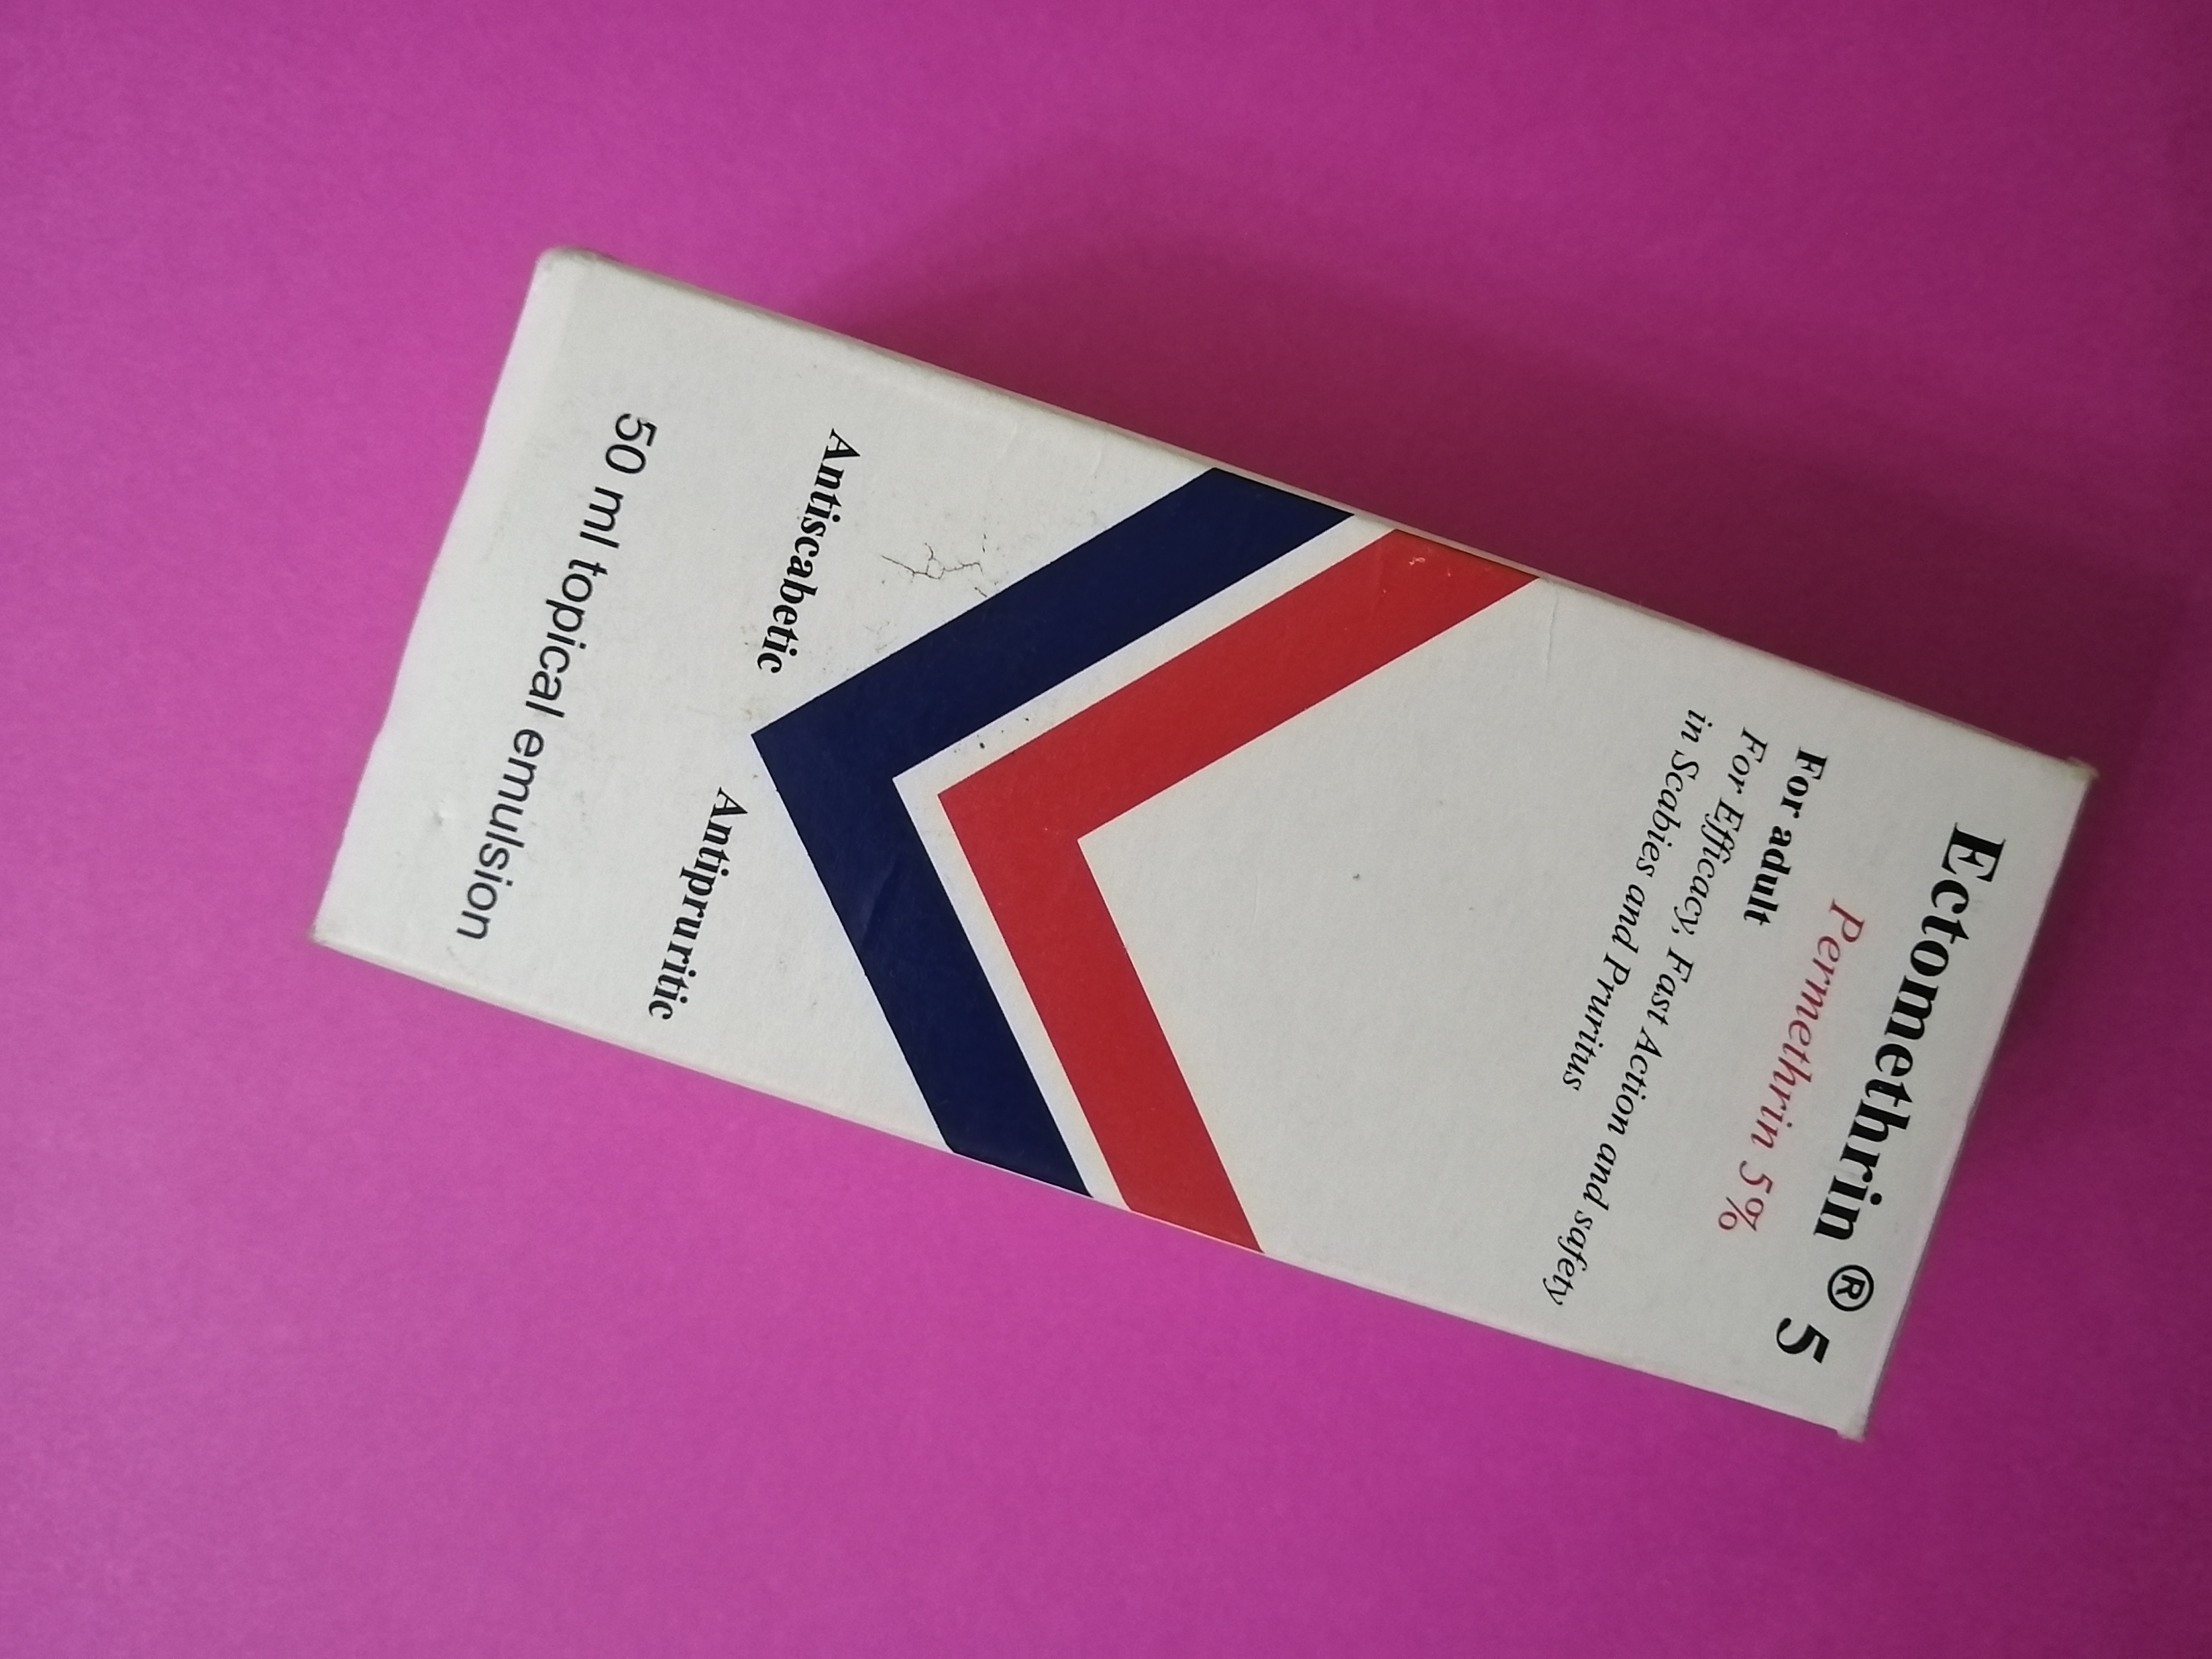 Ectomethrin ® 5
Permethrin 5%
For adult
For Efficacy, Fast Action and safety
in Scabies and Pruritus
Antiscabetic Antipruritic
50 ml topical emulsion